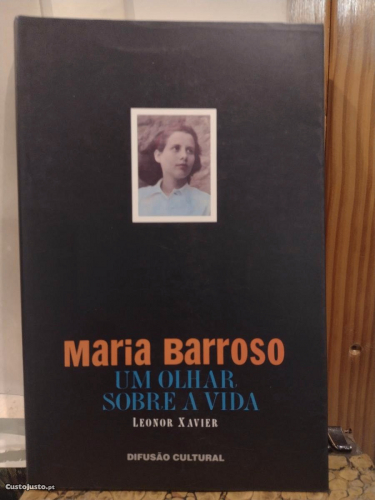 Maria Barroso
UM OLHAR
SOBRE A VIDA
LEONOR XAVIER
DIFUSÃO CULTURAL
CustoJusto.pt